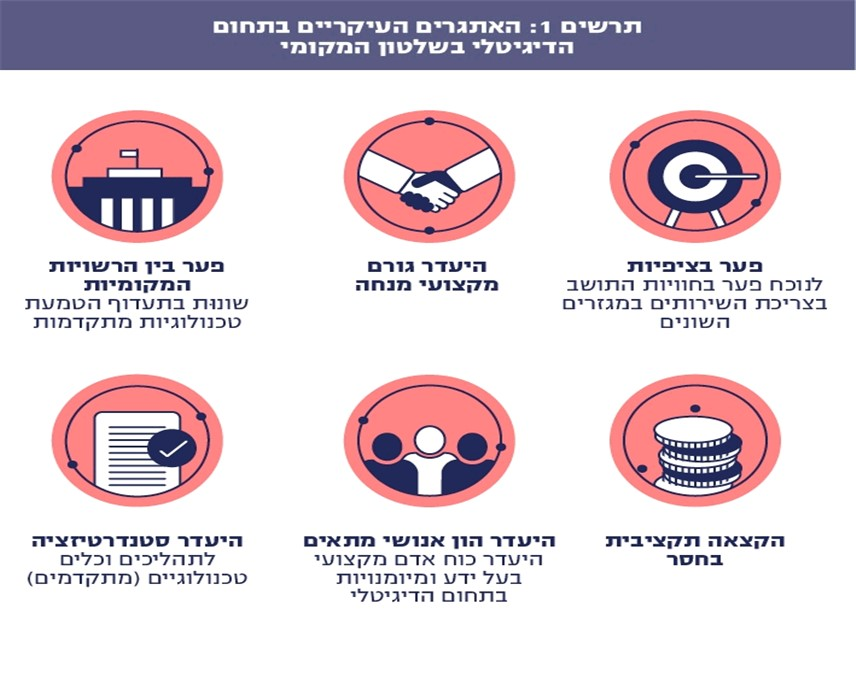 תרשים 1: האתגרים העיקריים בתחום
הדיגיטלי בשלטון המקומי
פער בציפיות
לנוכח פער בחוויות התושב
בצריכת השירותים במגזרים
השונים
היעדר גורם
מקצועי מנחה
פער בין הרשויות
המקומיות
שונות בתעדוף הטמעת
טכנולוגיות מתקדמות
הקצאה תקציבית
בחסר
היעדר הון אנושי מתאים
היעדר כוח אדם מקצועי
בעל ידע ומיומנויות
בתחום הדיגיטלי
היעדר סטנדרטיזציה
לתהליכים וכלים
טכנולוגיים (מתקדמים)